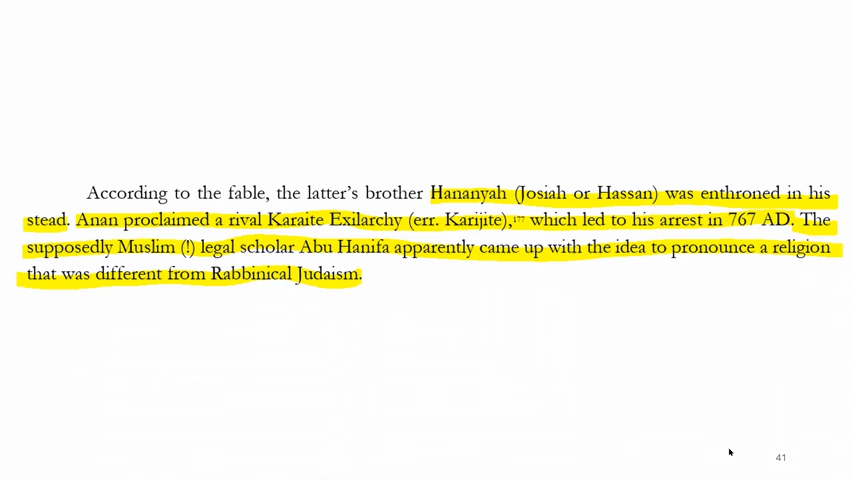 According to the fable, the latter's brother Hananyah (Josiah or Hassan) was enthroned in his
stead. Anan proclaimed a rival Karaite Exilarchy (err. Karijite),¹⁷⁷ which led to his arrest in 767 AD. The
supposedly Muslim (!) legal scholar Abu Hanifa apparently came up with the idea to pronounce a religion
that was different from Rabbinical Judaism.
41